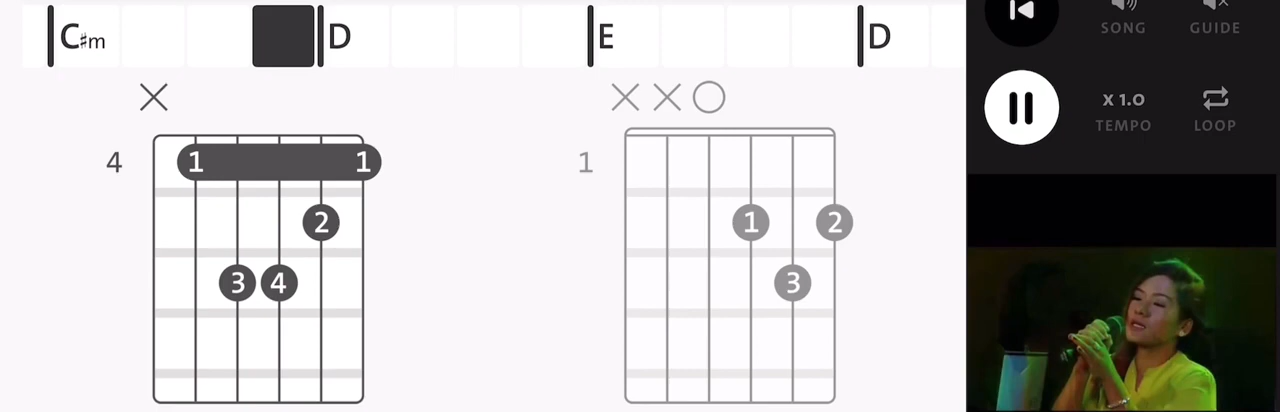 C♯m D E D
SONG GUIDE
X 1.0
TEMPO LOOP
4 1 1
2
3 4
1
1 2
3